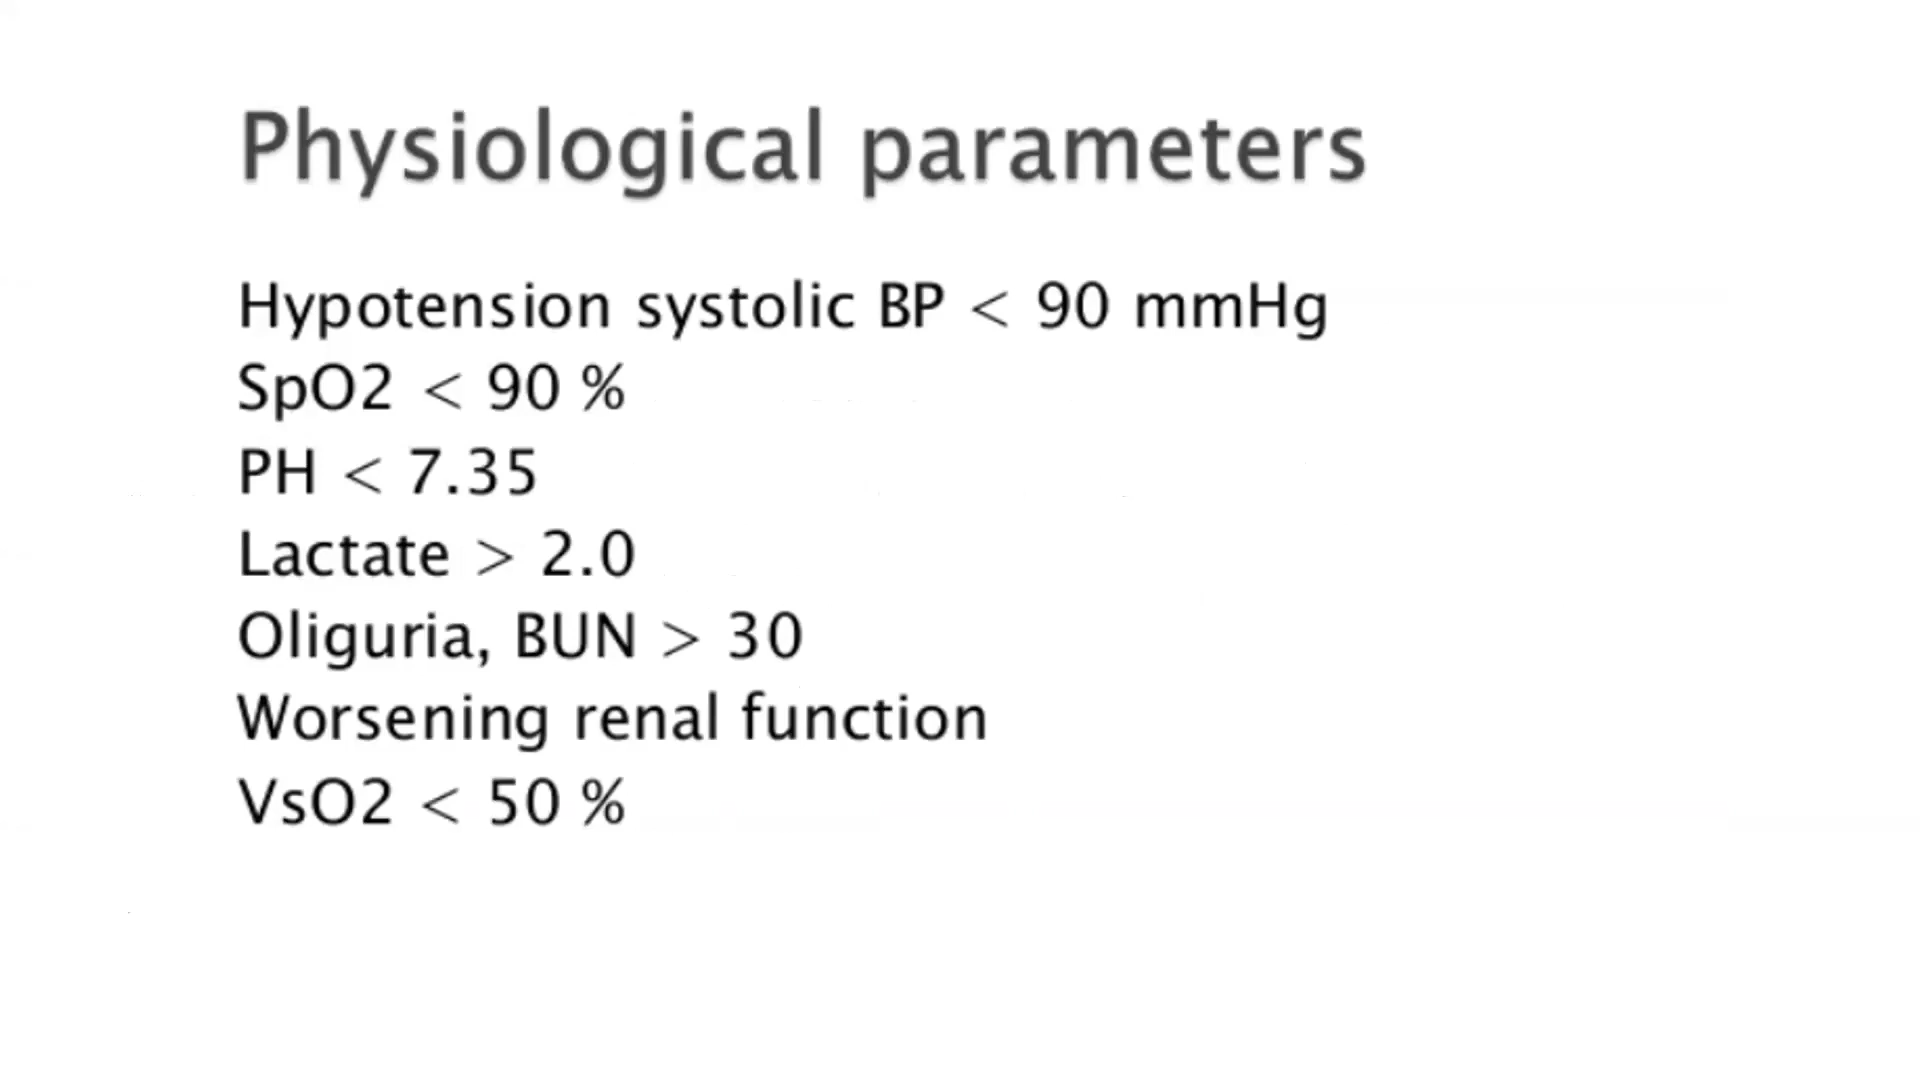 Physiological parameters
Hypotension systolic BP < 90 mmHg
SpO2 < 90 %
PH < 7.35
Lactate > 2.0
Oliguria, BUN > 30
Worsening renal function
VsO2 < 50 %